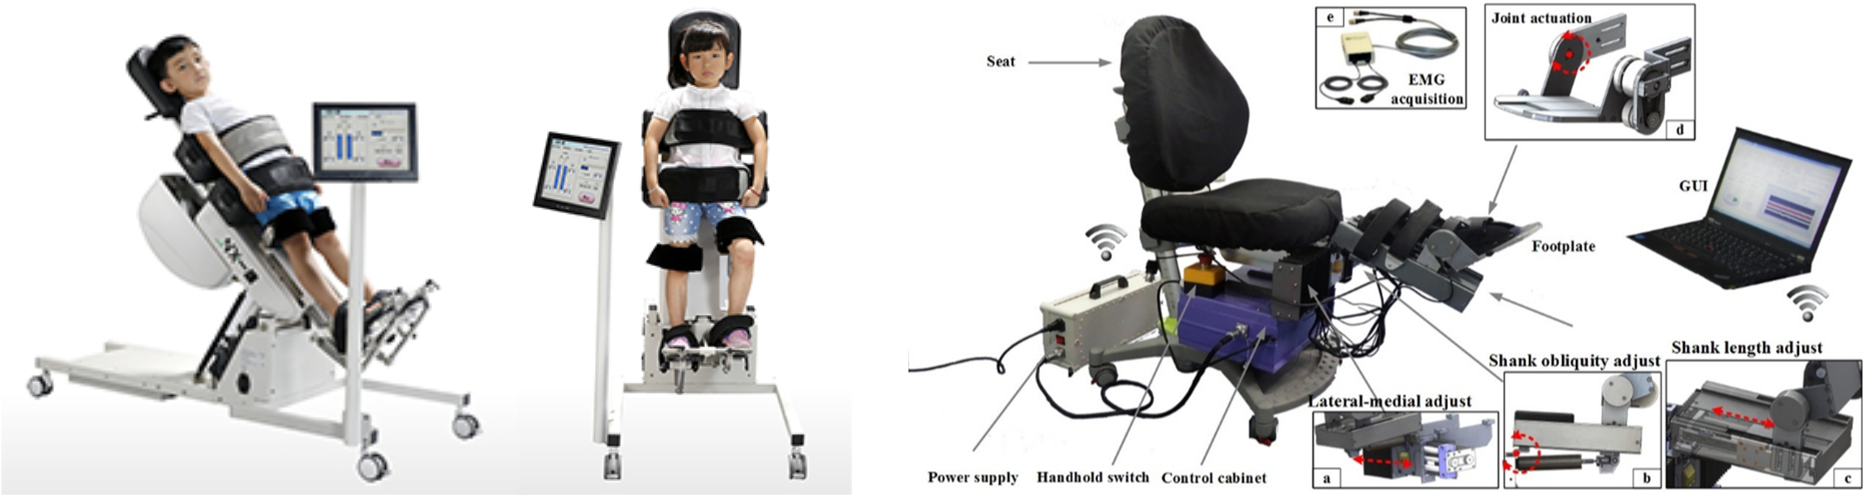 NX
Seat
e
EMG
acquisition
Joint actuation
d
GUI
Footplate
Shank obliquity adjust
Shank length adjust
Lateral-medial adjust
a
b
c
Power supply
Handhold switch
Control cabinet